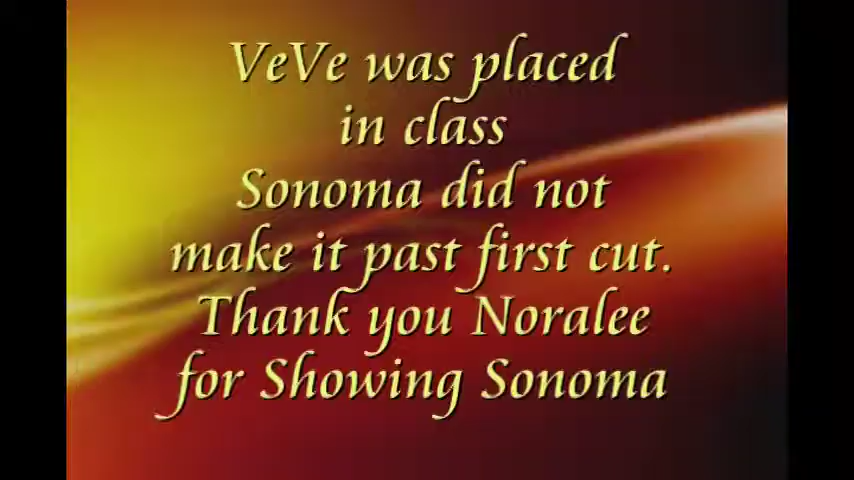 VeVe was placed
in class
Sonoma did not
make it past first cut.
Thank you Noralee
for Showing Sonoma